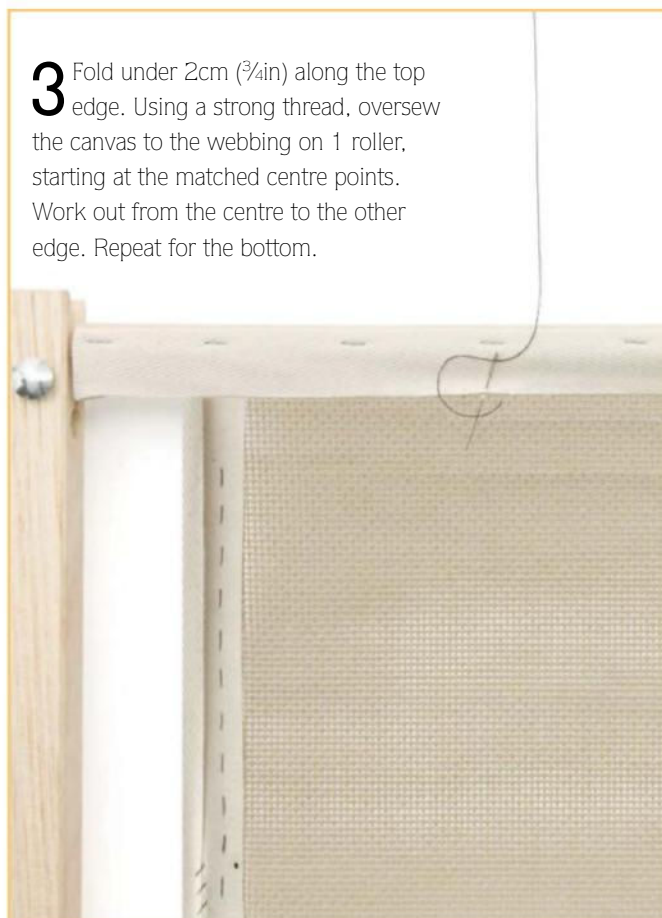 3 Fold under 2cm (¾in) along the top
edge. Using a strong thread, oversew
the canvas to the webbing on 1 roller,
starting at the matched centre points.
Work out from the centre to the other
edge. Repeat for the bottom.